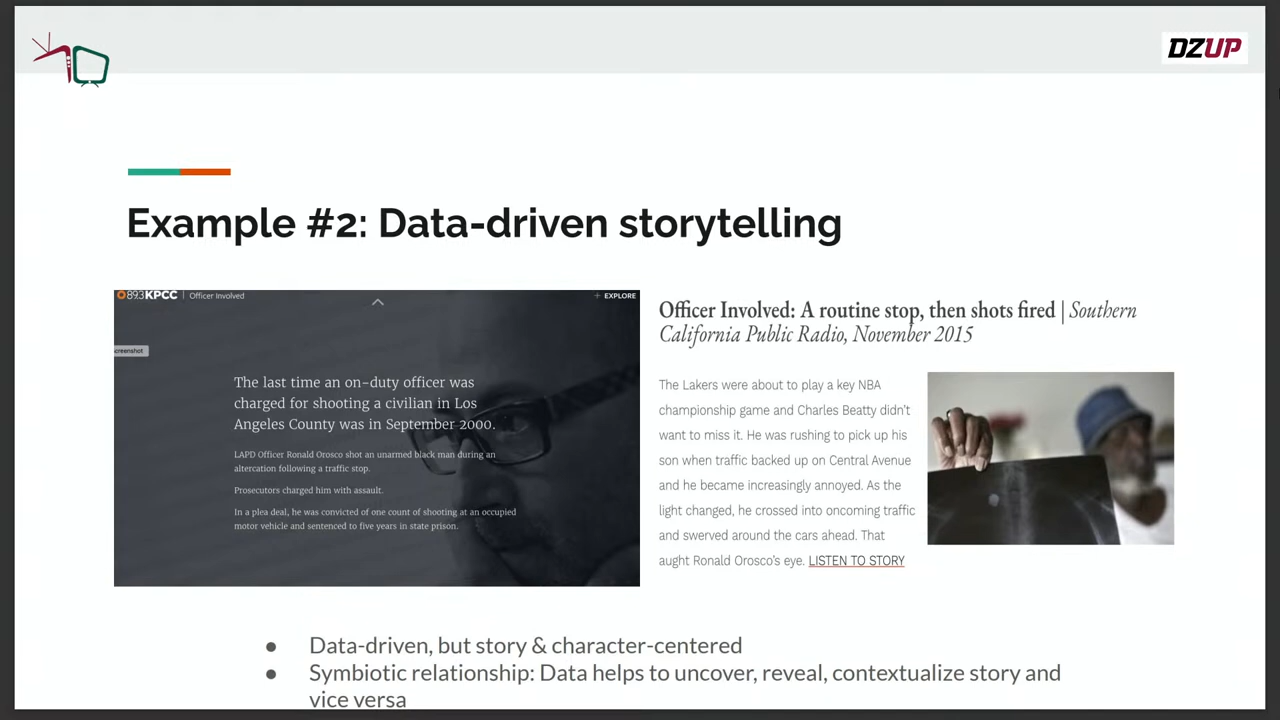 DZUP
Example #2: Data-driven storytelling
89.3 KPCC | Officer Involved
+ EXPLORE
creenshot
The last time an on-duty officer was
charged for shooting a civilian in Los
Angeles County was in September 2000.
LAPD Officer Ronald Orosco shot an unarmed black man during an
altercation following a traffic stop.
Prosecutors charged him with assault.
In a plea deal, he was convicted of one count of shooting at an occupied
motor vehicle and sentenced to five years in state prison.
Officer Involved: A routine stop, then shots fired | Southern
California Public Radio, November 2015
The Lakers were about to play a key NBA
championship game and Charles Beatty didn't
want to miss it. He was rushing to pick up his
son when traffic backed up on Central Avenue
and he became increasingly annoyed. As the
light changed, he crossed into oncoming traffic
and swerved around the cars ahead. That
aught Ronald Orosco's eye. LISTEN TO STORY
● Data-driven, but story & character-centered
● Symbiotic relationship: Data helps to uncover, reveal, contextualize story and
vice versa